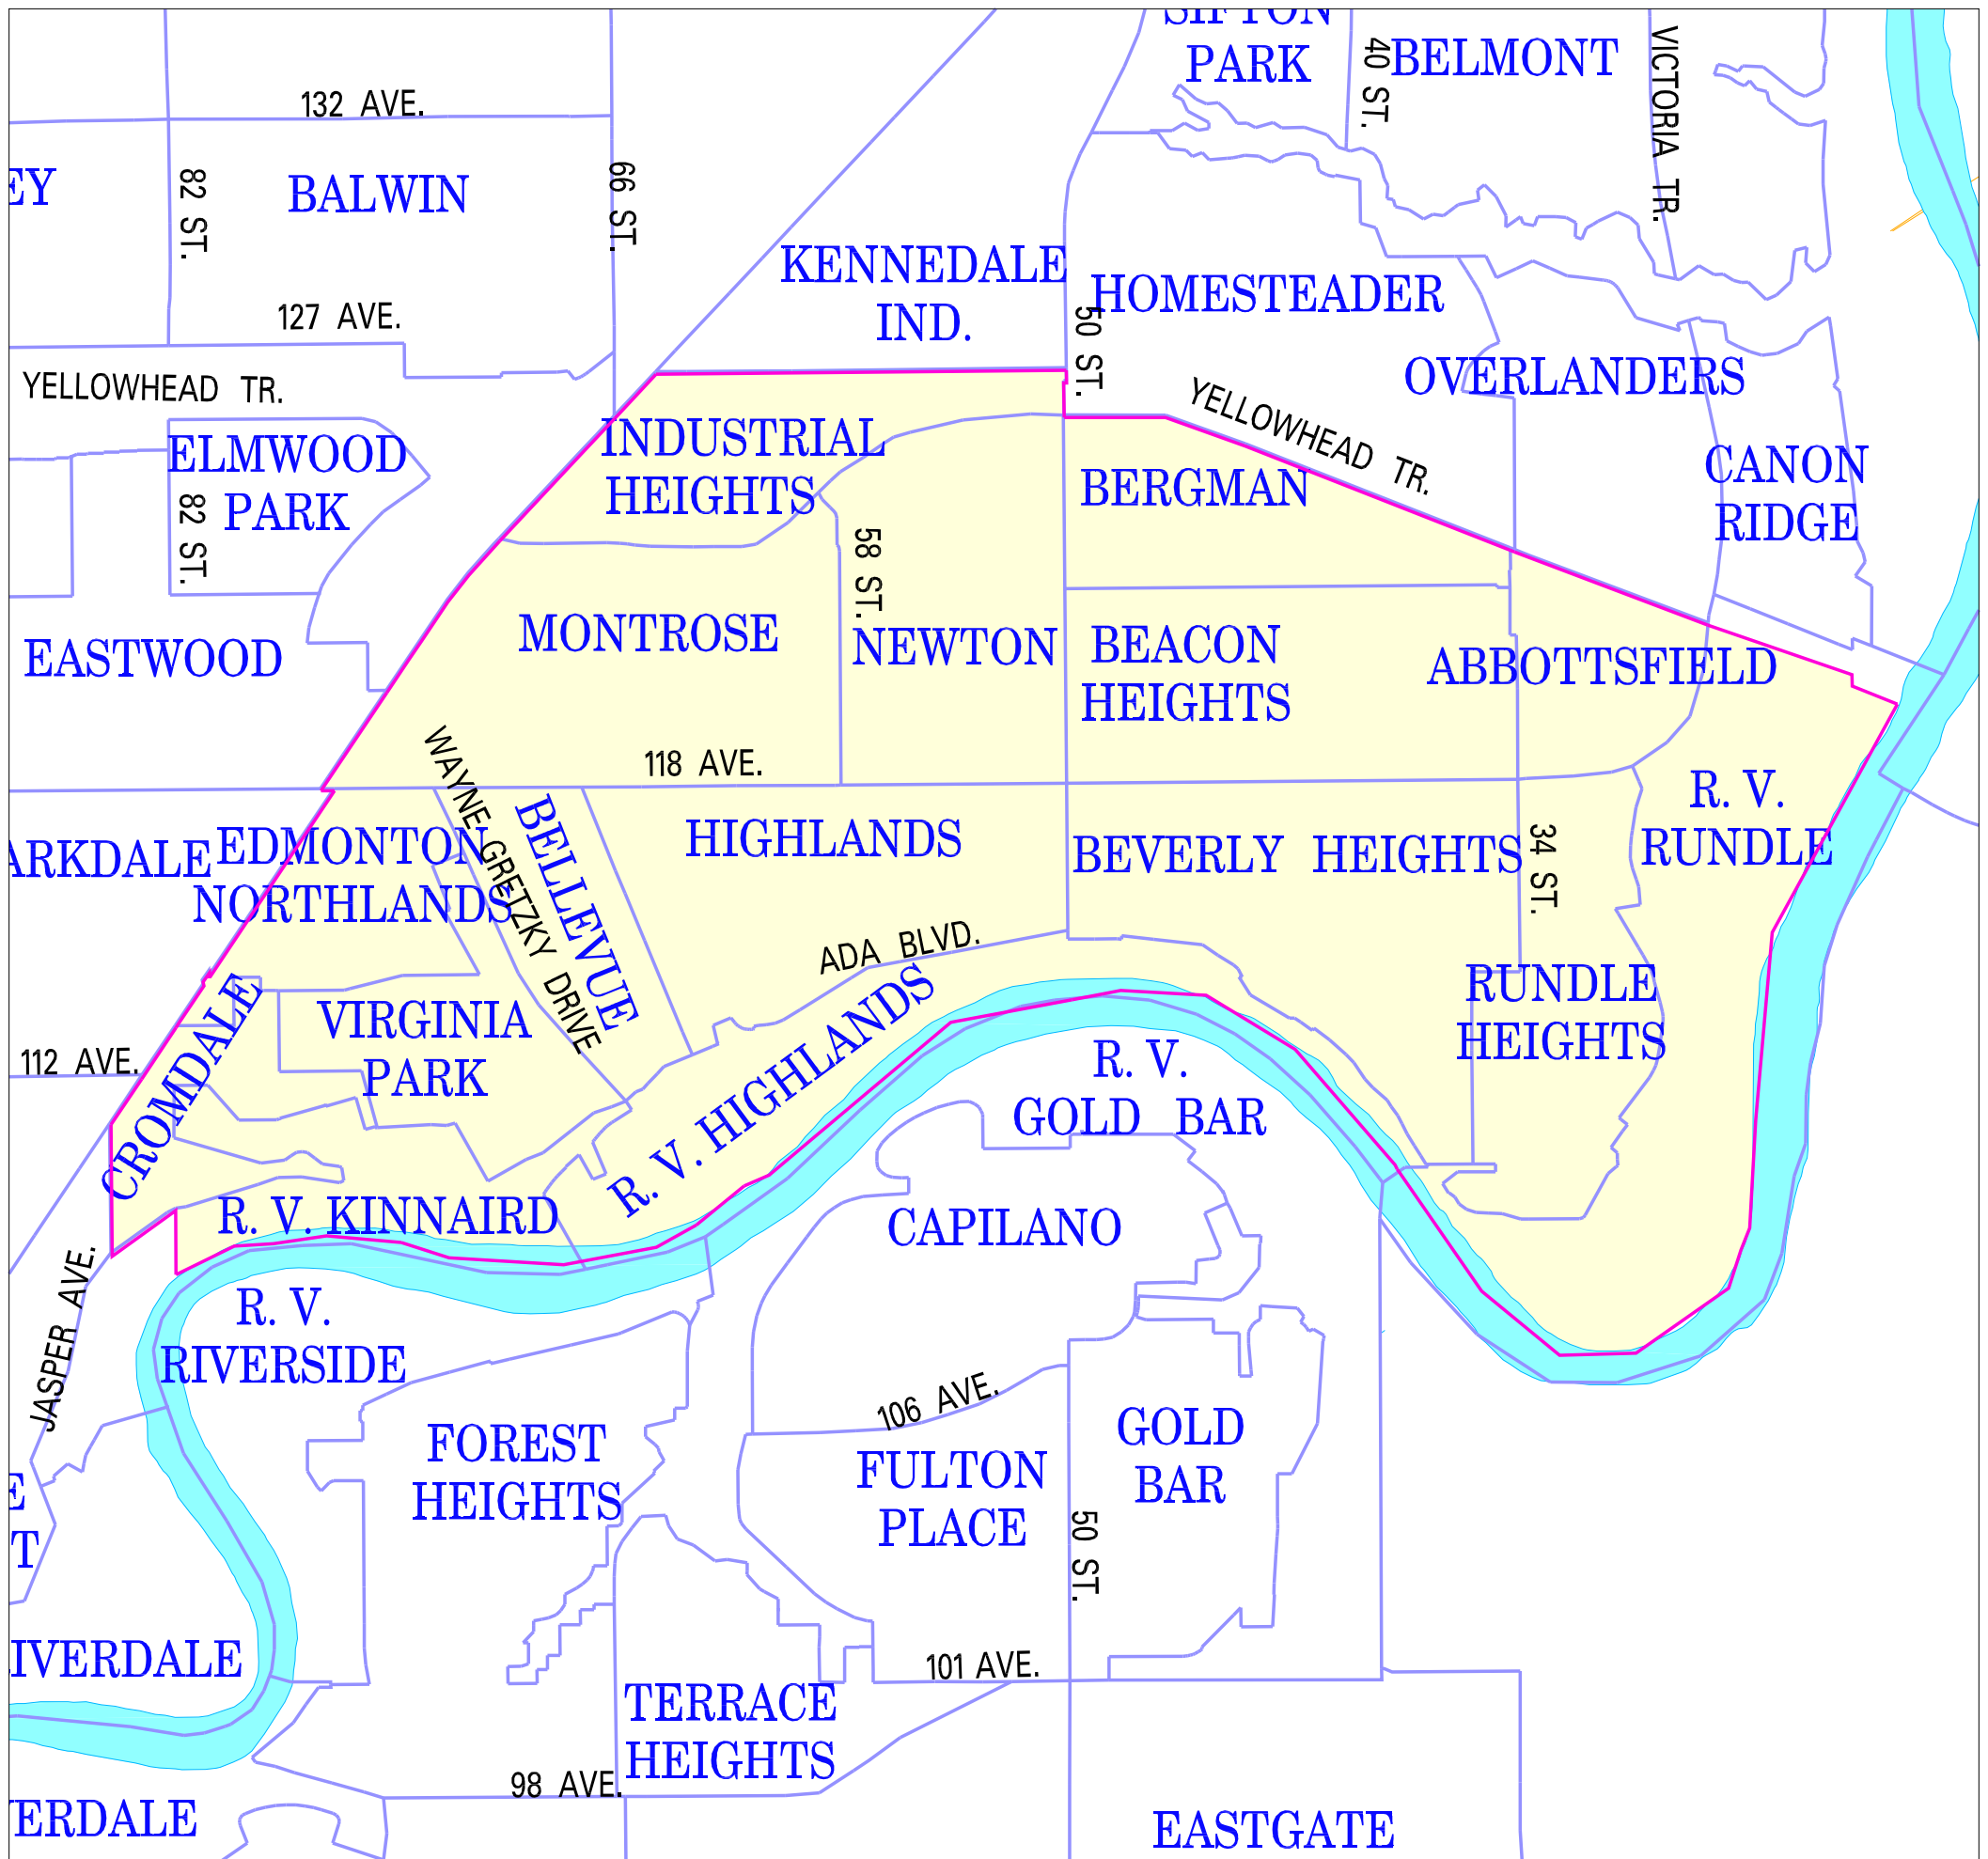 PARK
40 ST.
BELMONT
VICTORIA TR.
132 AVE.
82 ST.
BALWIN
66 ST.
KENNEDALE
IND.
HOMESTEADER
127 AVE.
50 ST.
YELLOWHEAD TR.
OVERLANDERS
YELLOWHEAD TR.
ELMWOOD
PARK
82 ST.
INDUSTRIAL
HEIGHTS
BERGMAN
CANON
RIDGE
58 ST.
EASTWOOD
MONTROSE
NEWTON
BEACON
HEIGHTS
ABBOTTSFIELD
118 AVE.
WAYNE GRETZKY DRIVE
BELLEVUE
R. V.
RUNDLE
ARKDALE
EDMONTON
NORTHLANDS
HIGHLANDS
BEVERLY HEIGHTS
34 ST.
ADA BLVD.
CROMDALE
VIRGINIA
PARK
RUNDLE
HEIGHTS
112 AVE.
R. V. HIGHLANDS
R. V.
GOLD BAR
R. V. KINNAIRD
CAPILANO
JASPER AVE.
R. V.
RIVERSIDE
106 AVE.
FOREST
HEIGHTS
FULTON
PLACE
GOLD
BAR
50 ST.
IVERDALE
101 AVE.
TERRACE
HEIGHTS
98 AVE.
ERDALE
EASTGATE